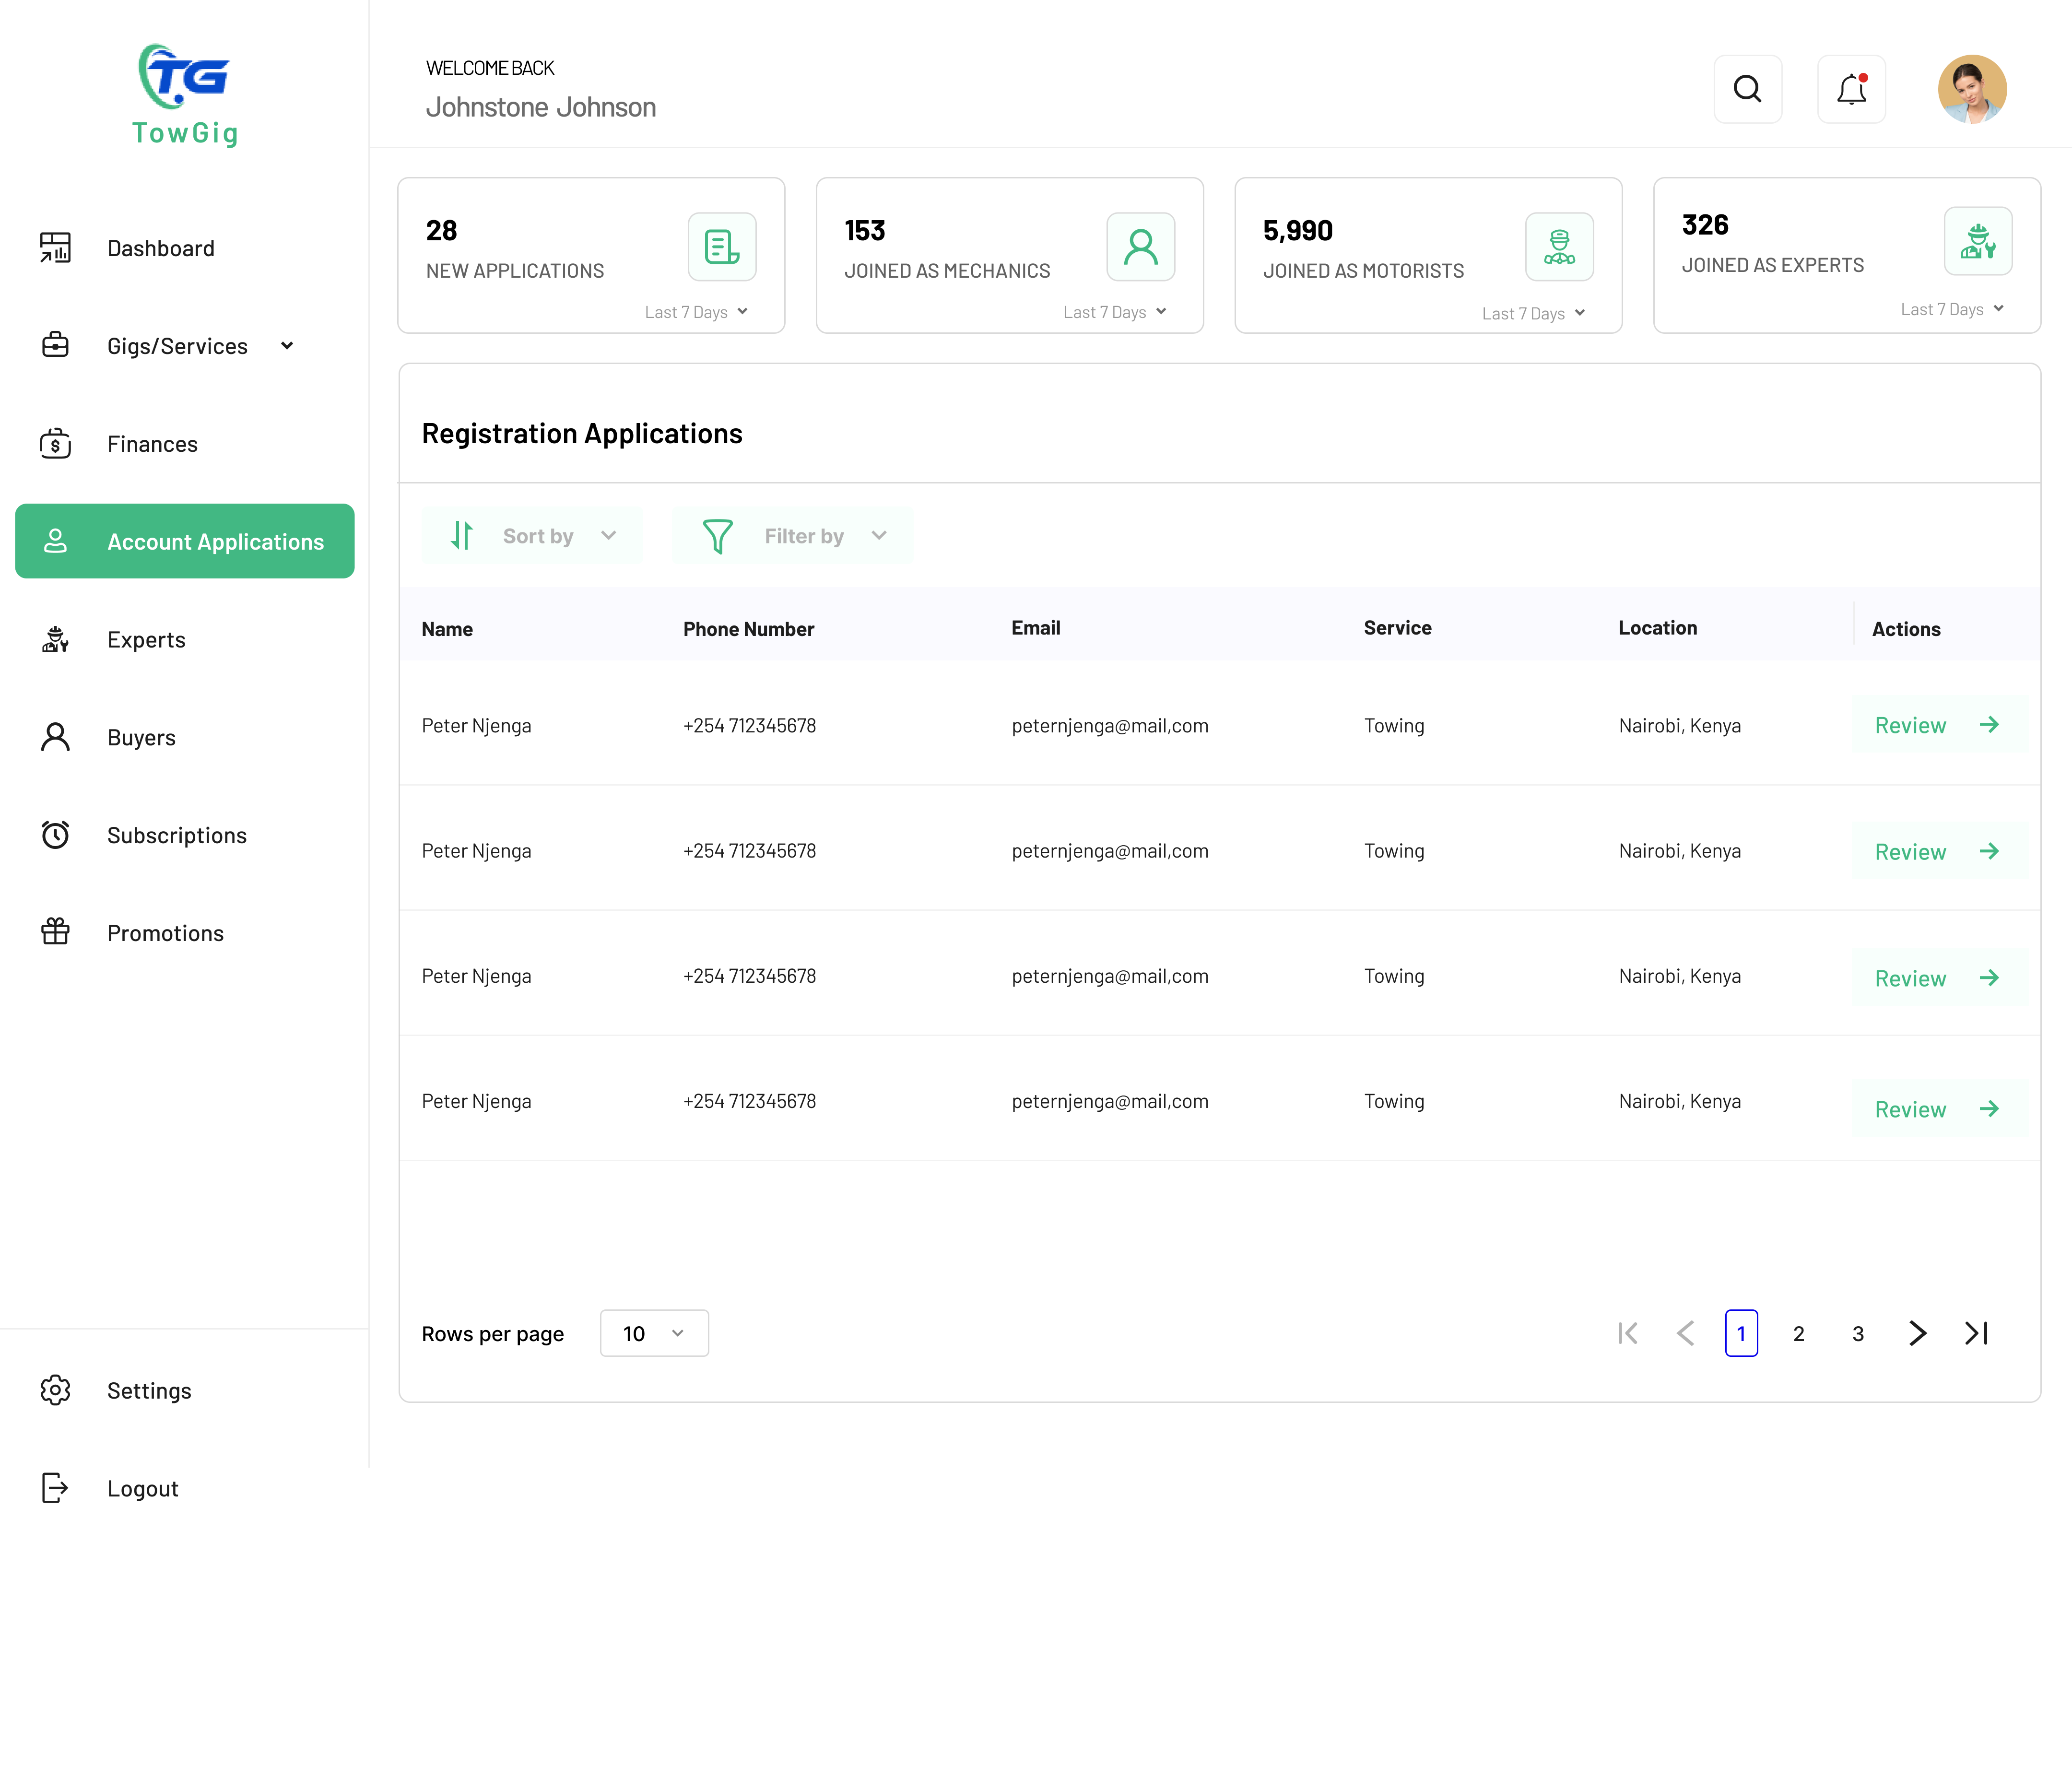 T.G
TowGig
Dashboard
Gigs/Services
Finances
Account Applications
Experts
Buyers
Subscriptions
Promotions
Settings
Logout
WELCOME BACK
Johnstone Johnson
28
NEW APPLICATIONS
Last 7 Days
153
JOINED AS MECHANICS
Last 7 Days
5,990
JOINED AS MOTORISTS
Last 7 Days
326
JOINED AS EXPERTS
Last 7 Days
Registration Applications
Sort by Filter by
Name Phone Number Email Service Location Actions
Peter Njenga +254 712345678 peternjenga@mail,com Towing Nairobi, Kenya Review
Peter Njenga +254 712345678 peternjenga@mail,com Towing Nairobi, Kenya Review
Peter Njenga +254 712345678 peternjenga@mail,com Towing Nairobi, Kenya Review
Peter Njenga +254 712345678 peternjenga@mail,com Towing Nairobi, Kenya Review
Rows per page 10 1 2 3